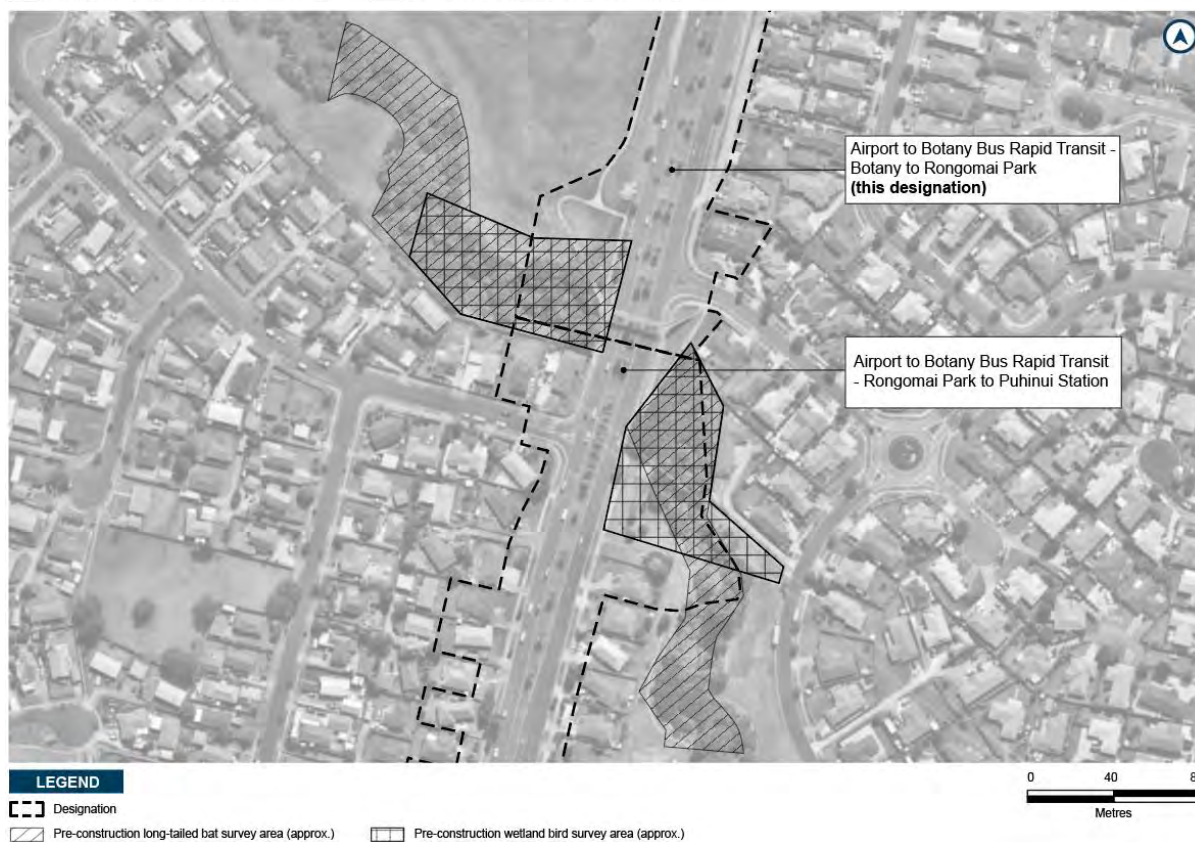 Airport to Botany Bus Rapid Transit -
Botany to Rongomai Park
(this designation)
Airport to Botany Bus Rapid Transit
- Rongomai Park to Puhinui Station
LEGEND
Designation
Pre-construction long-tailed bat survey area (approx.)
Pre-construction wetland bird survey area (approx.)
0 40
Metres